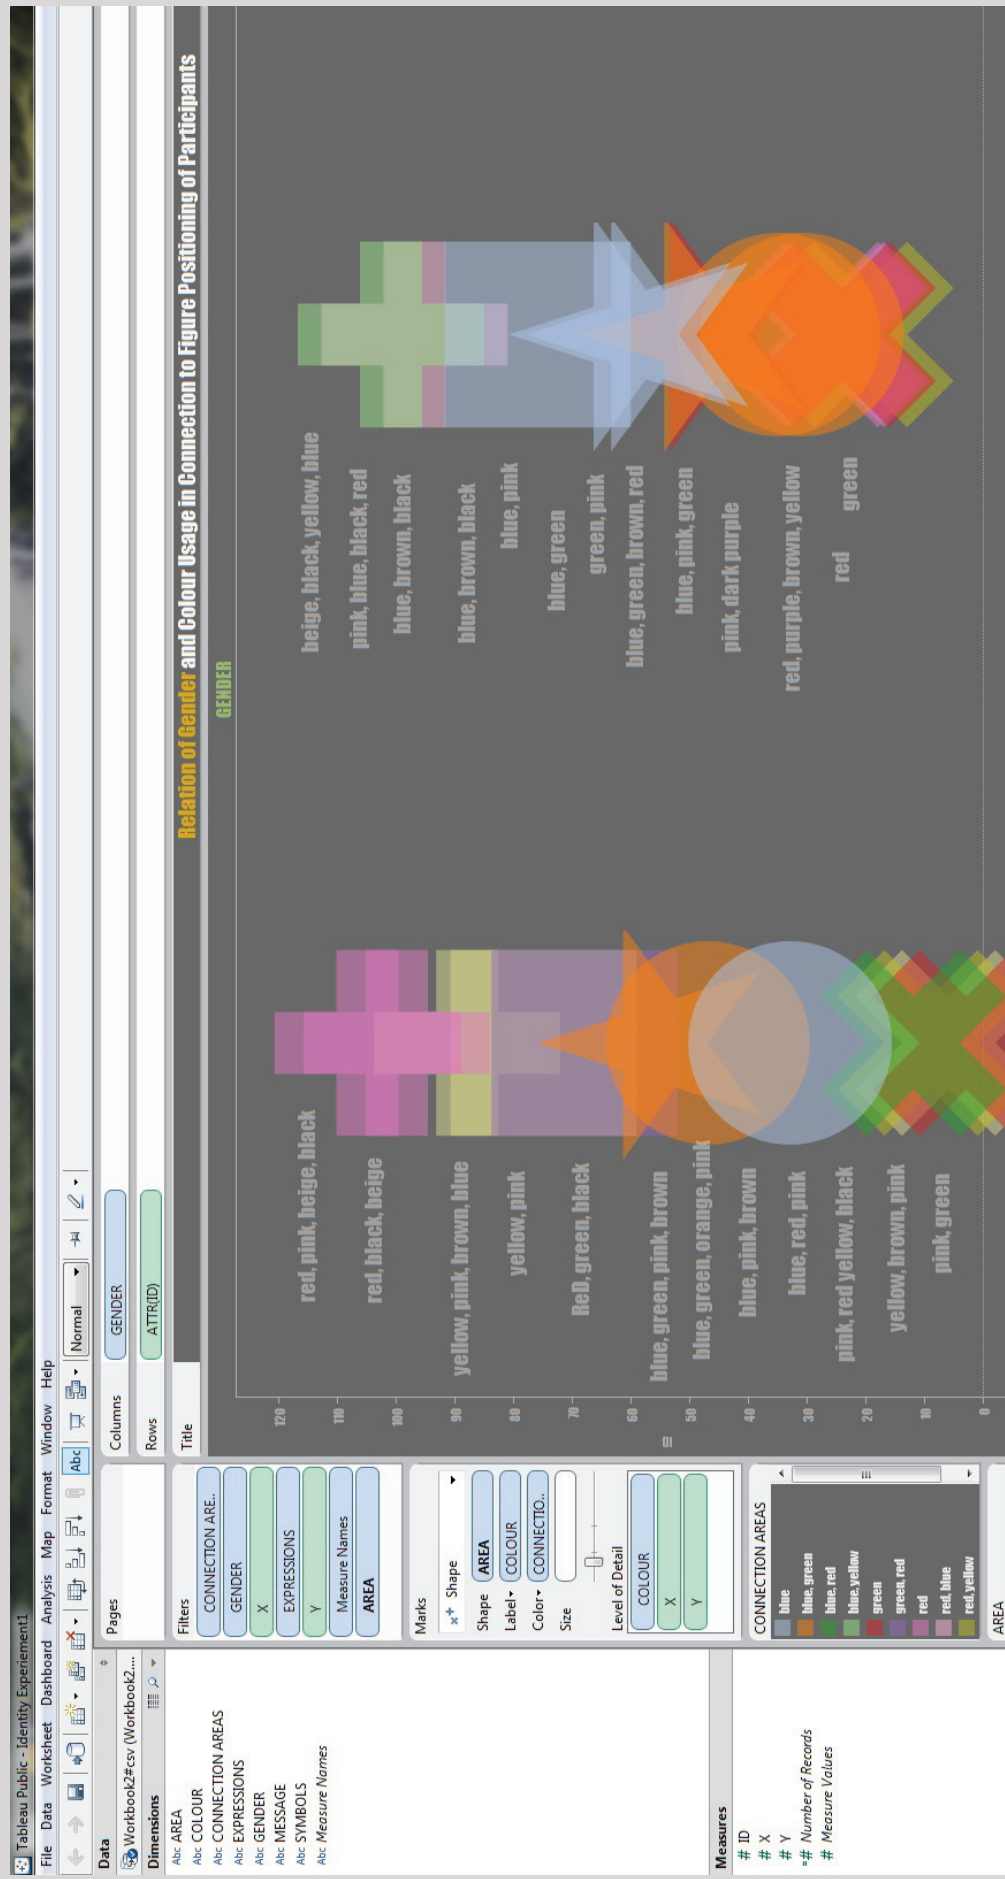 Tableau Public - Identity Experiement1
File Data Worksheet Dashboard Analysis Map Format Window Help
Abc
Normal
Data
Workbook2#csv (Workbook2....
Dimensions
Abc AREA
Abc COLOUR
Abc CONNECTION AREAS
Abc EXPRESSIONS
Abc GENDER
Abc MESSAGE
Abc SYMBOLS
Abc Measure Names
Measures
# ID
# X
# Y
=# Number of Records
# Measure Values
Pages
Filters
CONNECTION ARE..
GENDER
X
EXPRESSIONS
Y
Measure Names
AREA
Marks
Shape
Shape AREA
Label COLOUR
Color CONNECTIO..
Size
Level of Detail
COLOUR
X
Y
CONNECTION AREAS
blue
blue, green
blue, red
blue, yellow
green
green, red
red
red, blue
red, yellow
AREA
Columns GENDER
Rows ATTR(ID)
Title
Relation of Gender and Colour Usage in Connection to Figure Positioning of Participants
GENDER
ID
120
110
100
90
80
70
60
50
40
30
20
10
0
red, pink, beige, black
red, black, beige
yellow, pink, brown, blue
yellow, pink
ReD, green, black
blue, green, pink, brown
blue, green, orange, pink
blue, pink, brown
blue, red, pink
pink, red yellow, black
yellow, brown, pink
pink, green
beige, black, yellow, blue
pink, blue, black, red
blue, brown, black
blue, brown, black
blue, pink
blue, green
green, pink
blue, green, brown, red
blue, pink, green
pink, dark purple
red, purple, brown, yellow
red
green